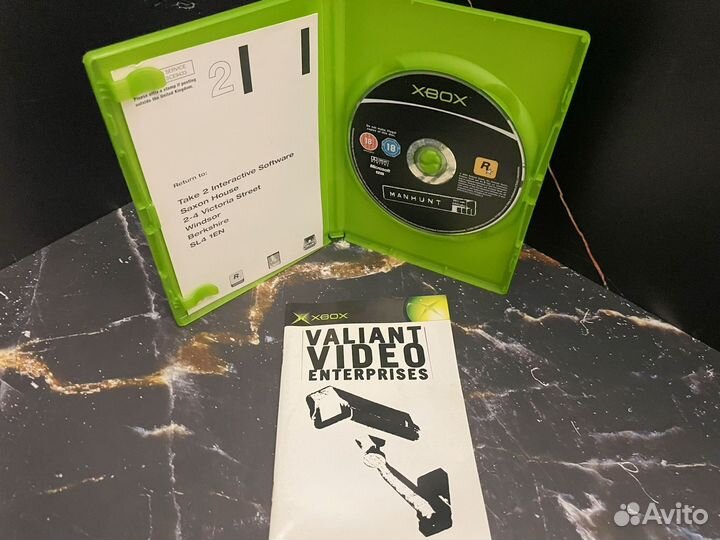 2
Please affix a stamp if posting
outside the United Kingdom.
Return to:
Take 2 Interactive Software
Saxon House
2-4 Victoria Street
Windsor
Berkshire
SL4 1EN
XBOX
18
18
Microsoft
R
MANHUNT
XBOX
VALIANT
VIDEO
ENTERPRISES
Avito